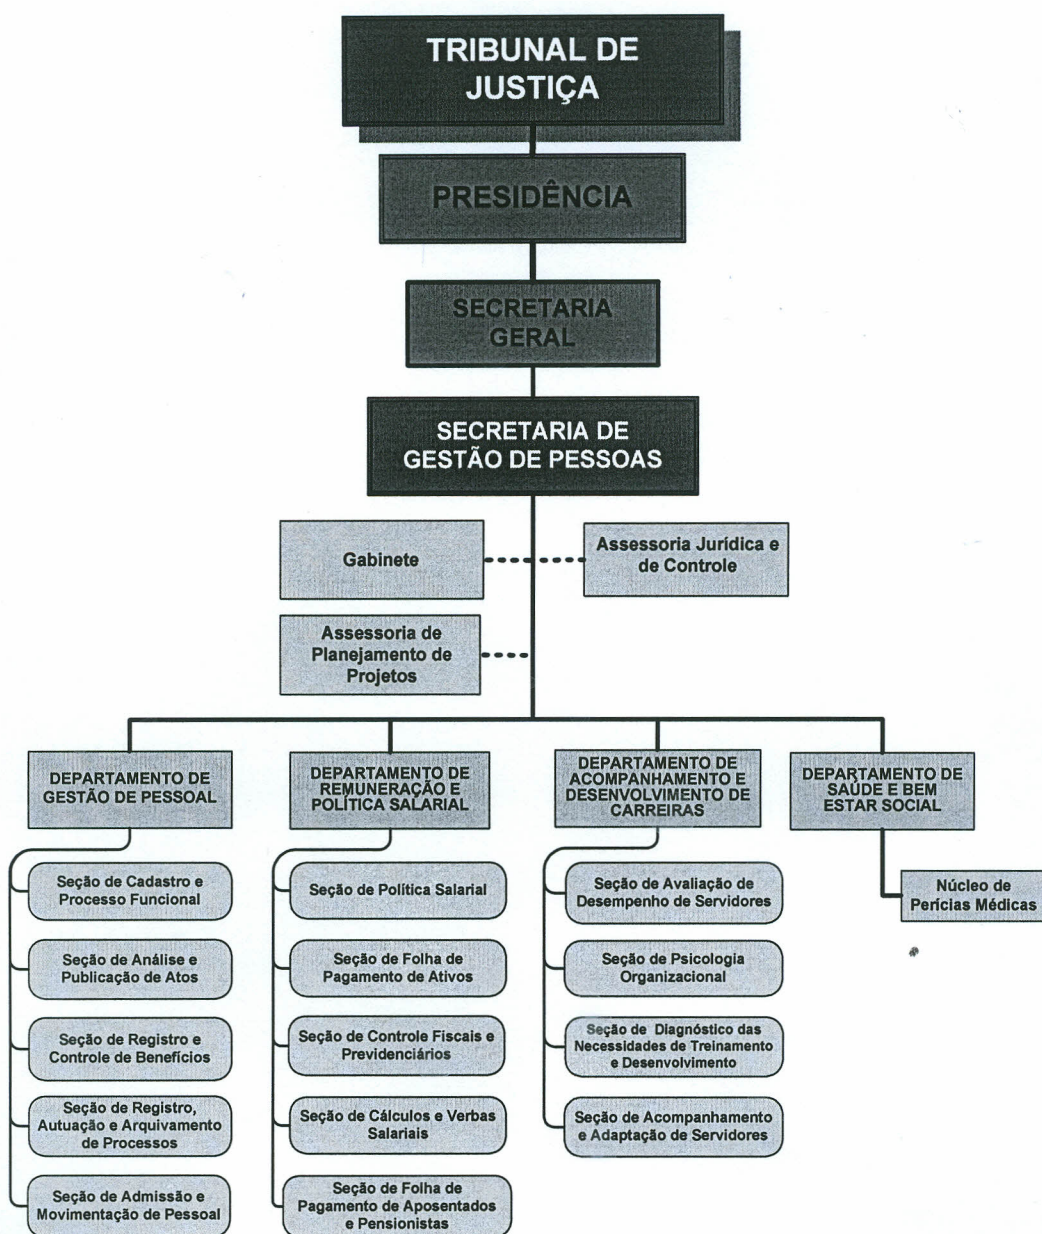 TRIBUNAL DE
JUSTIÇA
PRESIDÊNCIA
SECRETARIA
GERAL
SECRETARIA DE
GESTÃO DE PESSOAS
Gabinete
Assessoria Jurídica e
de Controle
Assessoria de
Planejamento de
Projetos
DEPARTAMENTO DE
GESTÃO DE PESSOAL
Seção de Cadastro e
Processo Funcional
Seção de Análise e
Publicação de Atos
Seção de Registro e
Controle de Benefícios
Seção de Registro,
Autuação e Arquivamento
de Processos
Seção de Admissão e
Movimentação de Pessoal
DEPARTAMENTO DE
REMUNERAÇÃO E
POLÍTICA SALARIAL
Seção de Política Salarial
Seção de Folha de
Pagamento de Ativos
Seção de Controle Fiscais e
Previdenciários
Seção de Cálculos e Verbas
Salariais
Seção de Folha de
Pagamento de Aposentados
e Pensionistas
DEPARTAMENTO DE
ACOMPANHAMENTO E
DESENVOLVIMENTO DE
CARREIRAS
Seção de Avaliação de
Desempenho de Servidores
Seção de Psicologia
Organizacional
Seção de Diagnóstico das
Necessidades de Treinamento
e Desenvolvimento
Seção de Acompanhamento
e Adaptação de Servidores
DEPARTAMENTO DE
SAÚDE E BEM
ESTAR SOCIAL
Núcleo de
Perícias Médicas